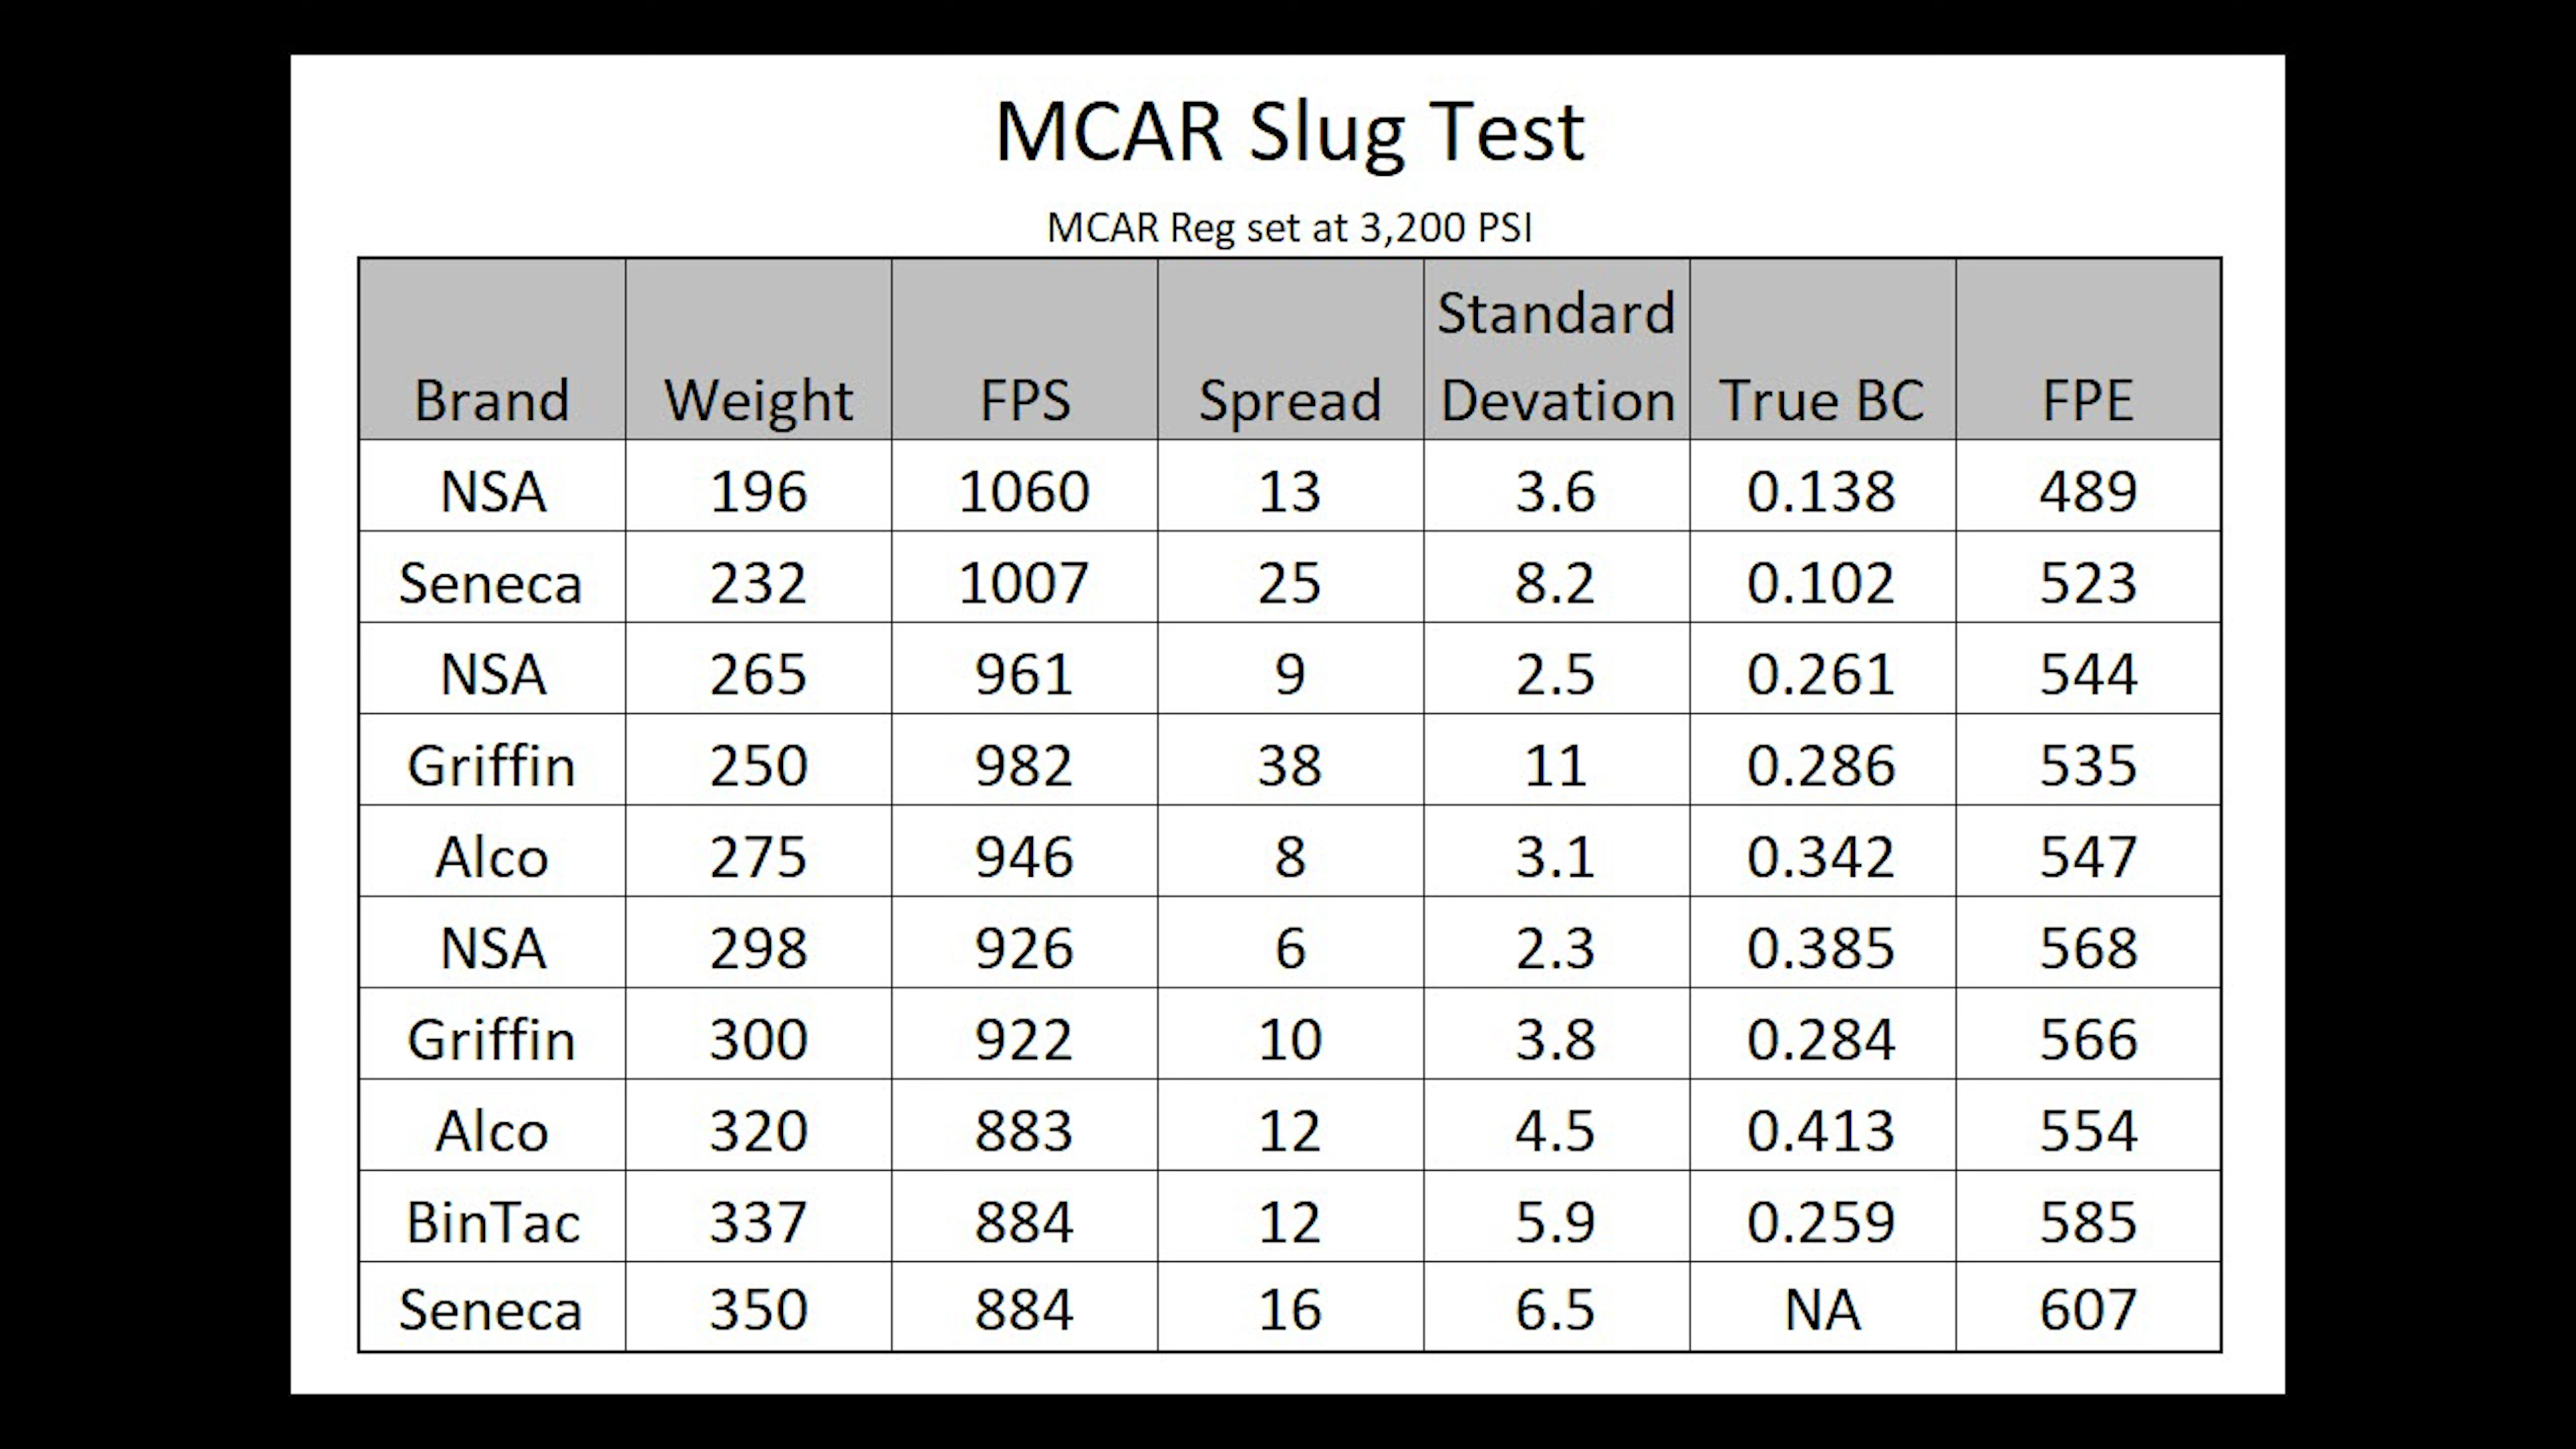 MCAR Slug Test
MCAR Reg set at 3,200 PSI
Brand Weight FPS Spread Standard Devation True BC FPE
NSA 196 1060 13 3.6 0.138 489
Seneca 232 1007 25 8.2 0.102 523
NSA 265 961 9 2.5 0.261 544
Griffin 250 982 38 11 0.286 535
Alco 275 946 8 3.1 0.342 547
NSA 298 926 6 2.3 0.385 568
Griffin 300 922 10 3.8 0.284 566
Alco 320 883 12 4.5 0.413 554
BinTac 337 884 12 5.9 0.259 585
Seneca 350 884 16 6.5 NA 607